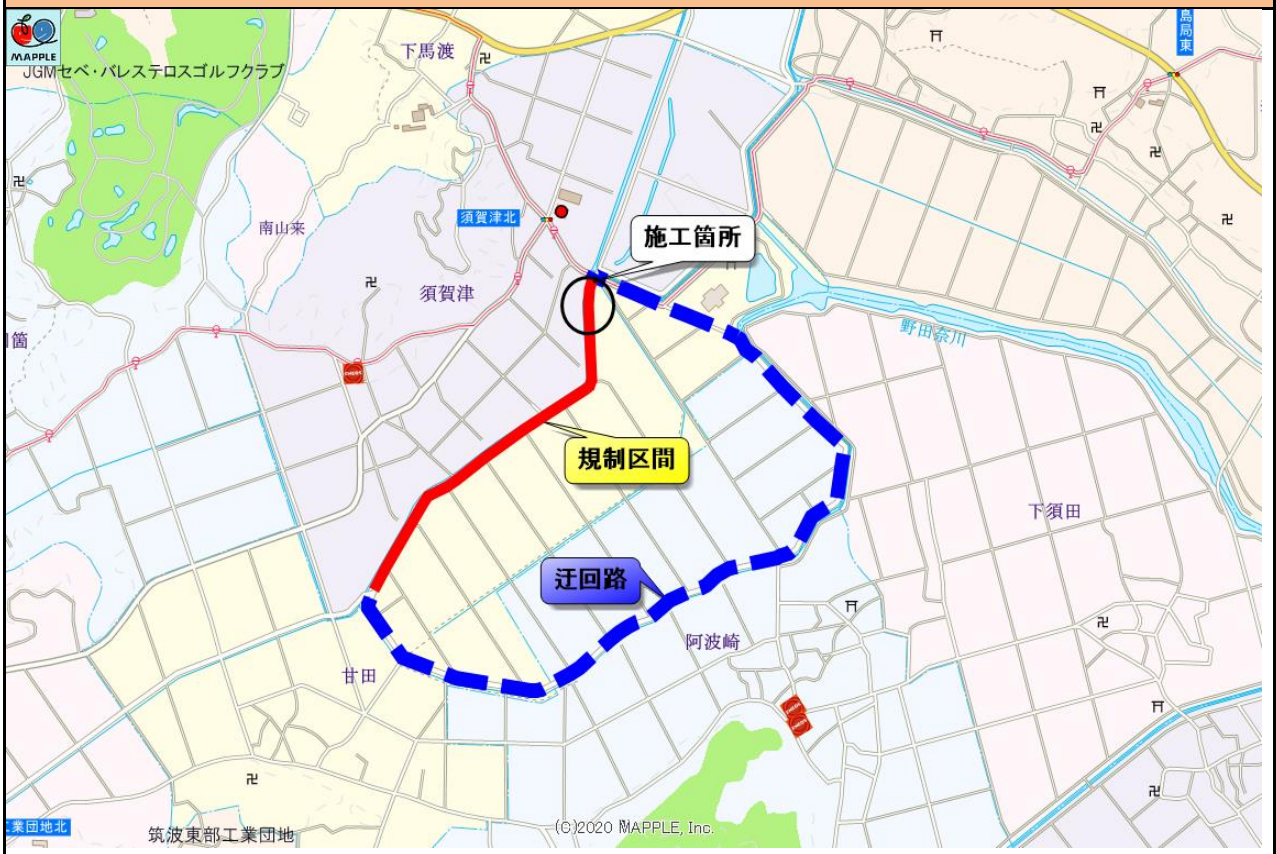 MAPPLE
JGMセベ・バレステロスゴルフクラブ
下馬渡
島局東
南山来
須賀津北
施工箇所
須賀津
野田奈川
箇
規制区間
下須田
迂回路
阿波崎
甘田
工業団地北
筑波東部工業団地
(C)2020 MAPPLE, Inc.